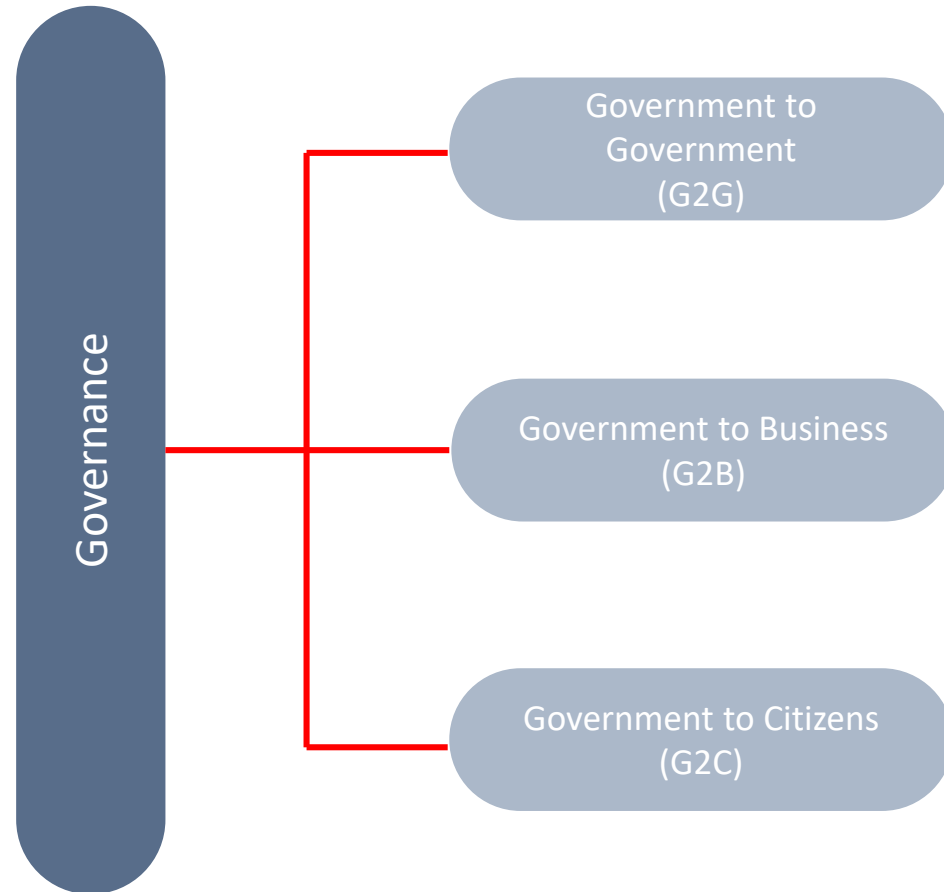 Governance
Government to
Government
(G2G)
Government to Business
(G2B)
Government to Citizens
(G2C)